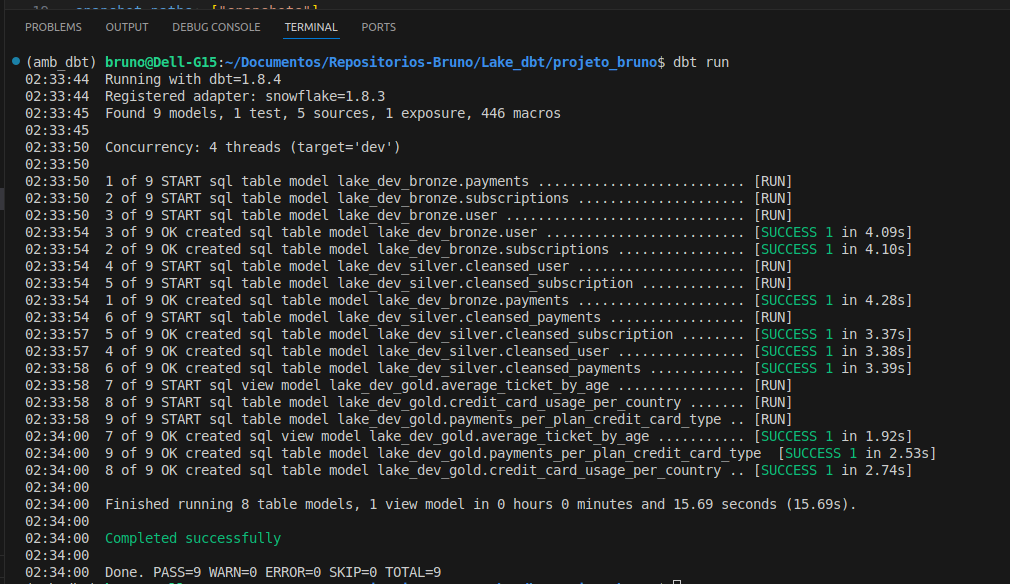 PROBLEMS OUTPUT DEBUG CONSOLE TERMINAL PORTS
(amb_dbt) bruno@Dell-G15:~/Documentos/Repositorios-Bruno/Lake_dbt/projeto_bruno$ dbt run
02:33:44 Running with dbt=1.8.4
02:33:44 Registered adapter: snowflake=1.8.3
02:33:45 Found 9 models, 1 test, 5 sources, 1 exposure, 446 macros
02:33:45
02:33:50 Concurrency: 4 threads (target='dev')
02:33:50
02:33:50 1 of 9 START sql table model lake_dev_bronze.payments ........................... [RUN]
02:33:50 2 of 9 START sql table model lake_dev_bronze.subscriptions ..................... [RUN]
02:33:50 3 of 9 START sql table model lake_dev_bronze.user .............................. [RUN]
02:33:54 3 of 9 OK created sql table model lake_dev_bronze.user ......................... [SUCCESS 1 in 4.09s]
02:33:54 2 of 9 OK created sql table model lake_dev_bronze.subscriptions ................ [SUCCESS 1 in 4.10s]
02:33:54 4 of 9 START sql table model lake_dev_silver.cleansed_user ..................... [RUN]
02:33:54 5 of 9 START sql table model lake_dev_silver.cleansed_subscription ............. [RUN]
02:33:54 1 of 9 OK created sql table model lake_dev_bronze.payments ..................... [SUCCESS 1 in 4.28s]
02:33:54 6 of 9 START sql table model lake_dev_silver.cleansed_payments ................. [RUN]
02:33:57 5 of 9 OK created sql table model lake_dev_silver.cleansed_subscription ........ [SUCCESS 1 in 3.37s]
02:33:57 4 of 9 OK created sql table model lake_dev_silver.cleansed_user ................ [SUCCESS 1 in 3.38s]
02:33:58 6 of 9 OK created sql table model lake_dev_silver.cleansed_payments ............ [SUCCESS 1 in 3.39s]
02:33:58 7 of 9 START sql view model lake_dev_gold.average_ticket_by_age ................ [RUN]
02:33:58 8 of 9 START sql table model lake_dev_gold.credit_card_usage_per_country ....... [RUN]
02:33:58 9 of 9 START sql table model lake_dev_gold.payments_per_plan_credit_card_type .. [RUN]
02:34:00 7 of 9 OK created sql view model lake_dev_gold.average_ticket_by_age ........... [SUCCESS 1 in 1.92s]
02:34:00 9 of 9 OK created sql table model lake_dev_gold.payments_per_plan_credit_card_type [SUCCESS 1 in 2.53s]
02:34:00 8 of 9 OK created sql table model lake_dev_gold.credit_card_usage_per_country .. [SUCCESS 1 in 2.74s]
02:34:00
02:34:00 Finished running 8 table models, 1 view model in 0 hours 0 minutes and 15.69 seconds (15.69s).
02:34:00
02:34:00 Completed successfully
02:34:00
02:34:00 Done. PASS=9 WARN=0 ERROR=0 SKIP=0 TOTAL=9